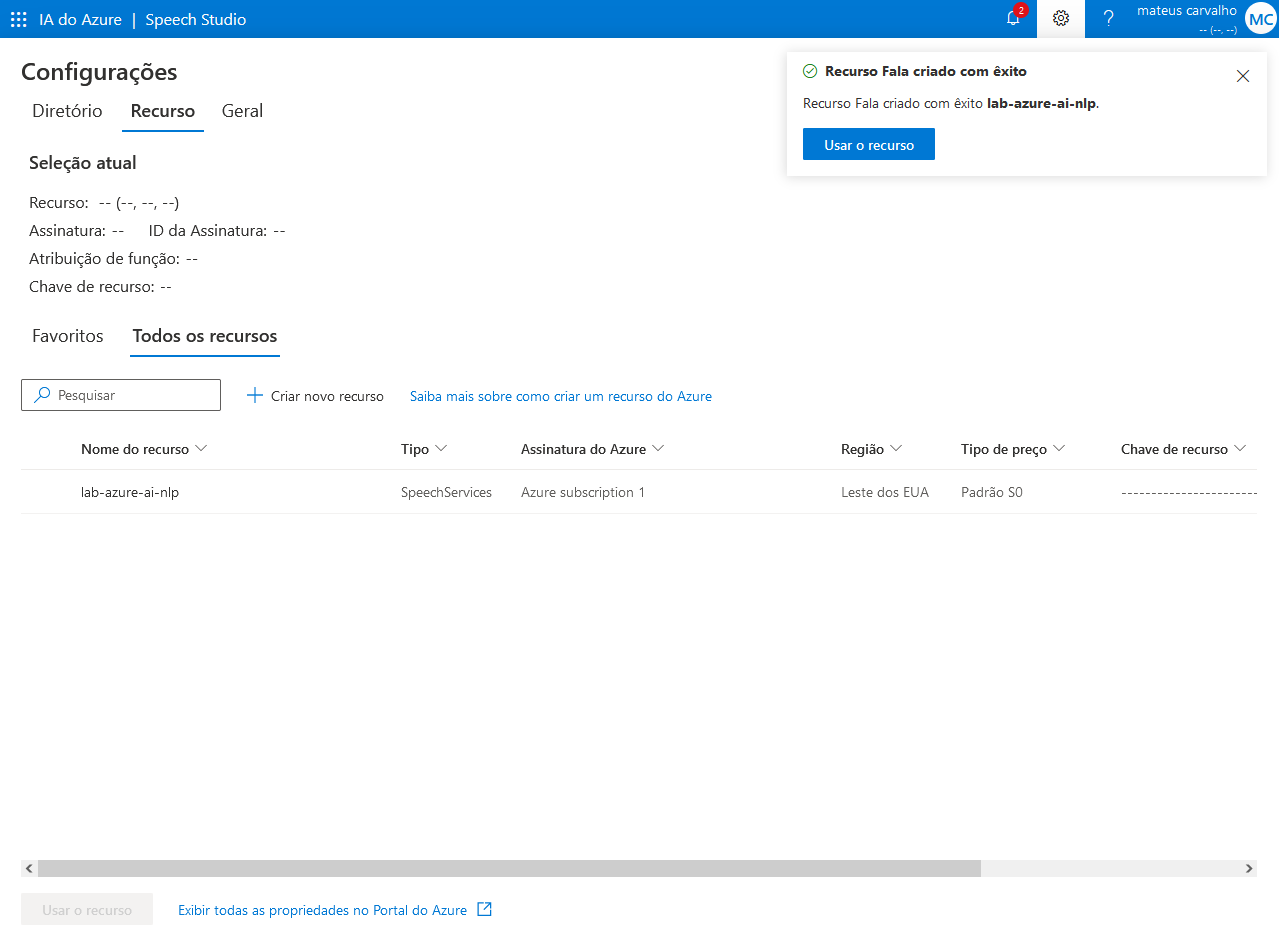 IA do Azure | Speech Studio
2
mateus carvalho
-- (--, --)
MC
Configurações
Diretório Recurso Geral
Recurso Fala criado com êxito
Recurso Fala criado com êxito lab-azure-ai-nlp.
Usar o recurso
Seleção atual
Recurso: -- (--, --, --)
Assinatura: -- ID da Assinatura: --
Atribuição de função: --
Chave de recurso: --
Favoritos Todos os recursos
Pesquisar Criar novo recurso Saiba mais sobre como criar um recurso do Azure
Nome do recurso Tipo Assinatura do Azure Região Tipo de preço Chave de recurso
lab-azure-ai-nlp SpeechServices Azure subscription 1 Leste dos EUA Padrão S0 -----------------------
Usar o recurso Exibir todas as propriedades no Portal do Azure